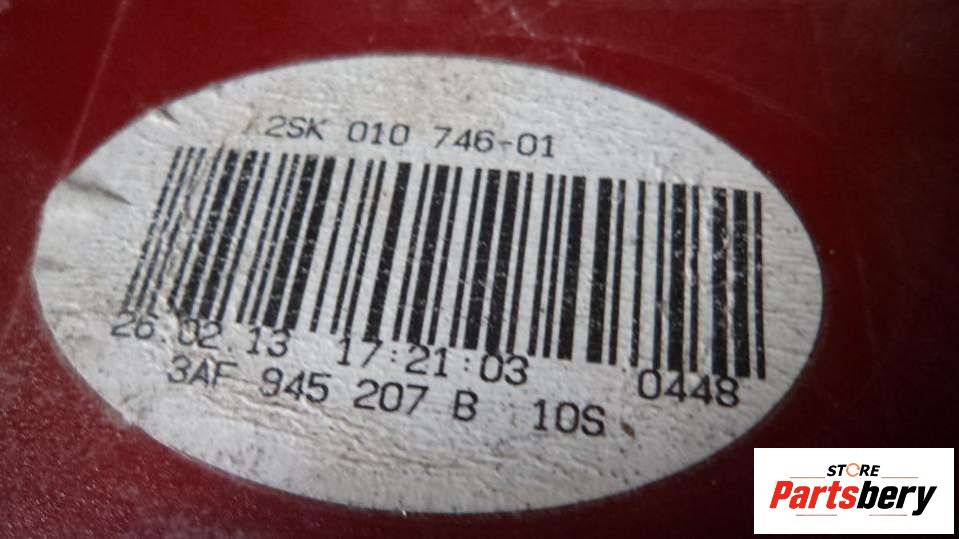 2SK 010 746-01
26.02.13 17:21:03 0448
3AF 945 207 B 10S
STORE
Partsbery